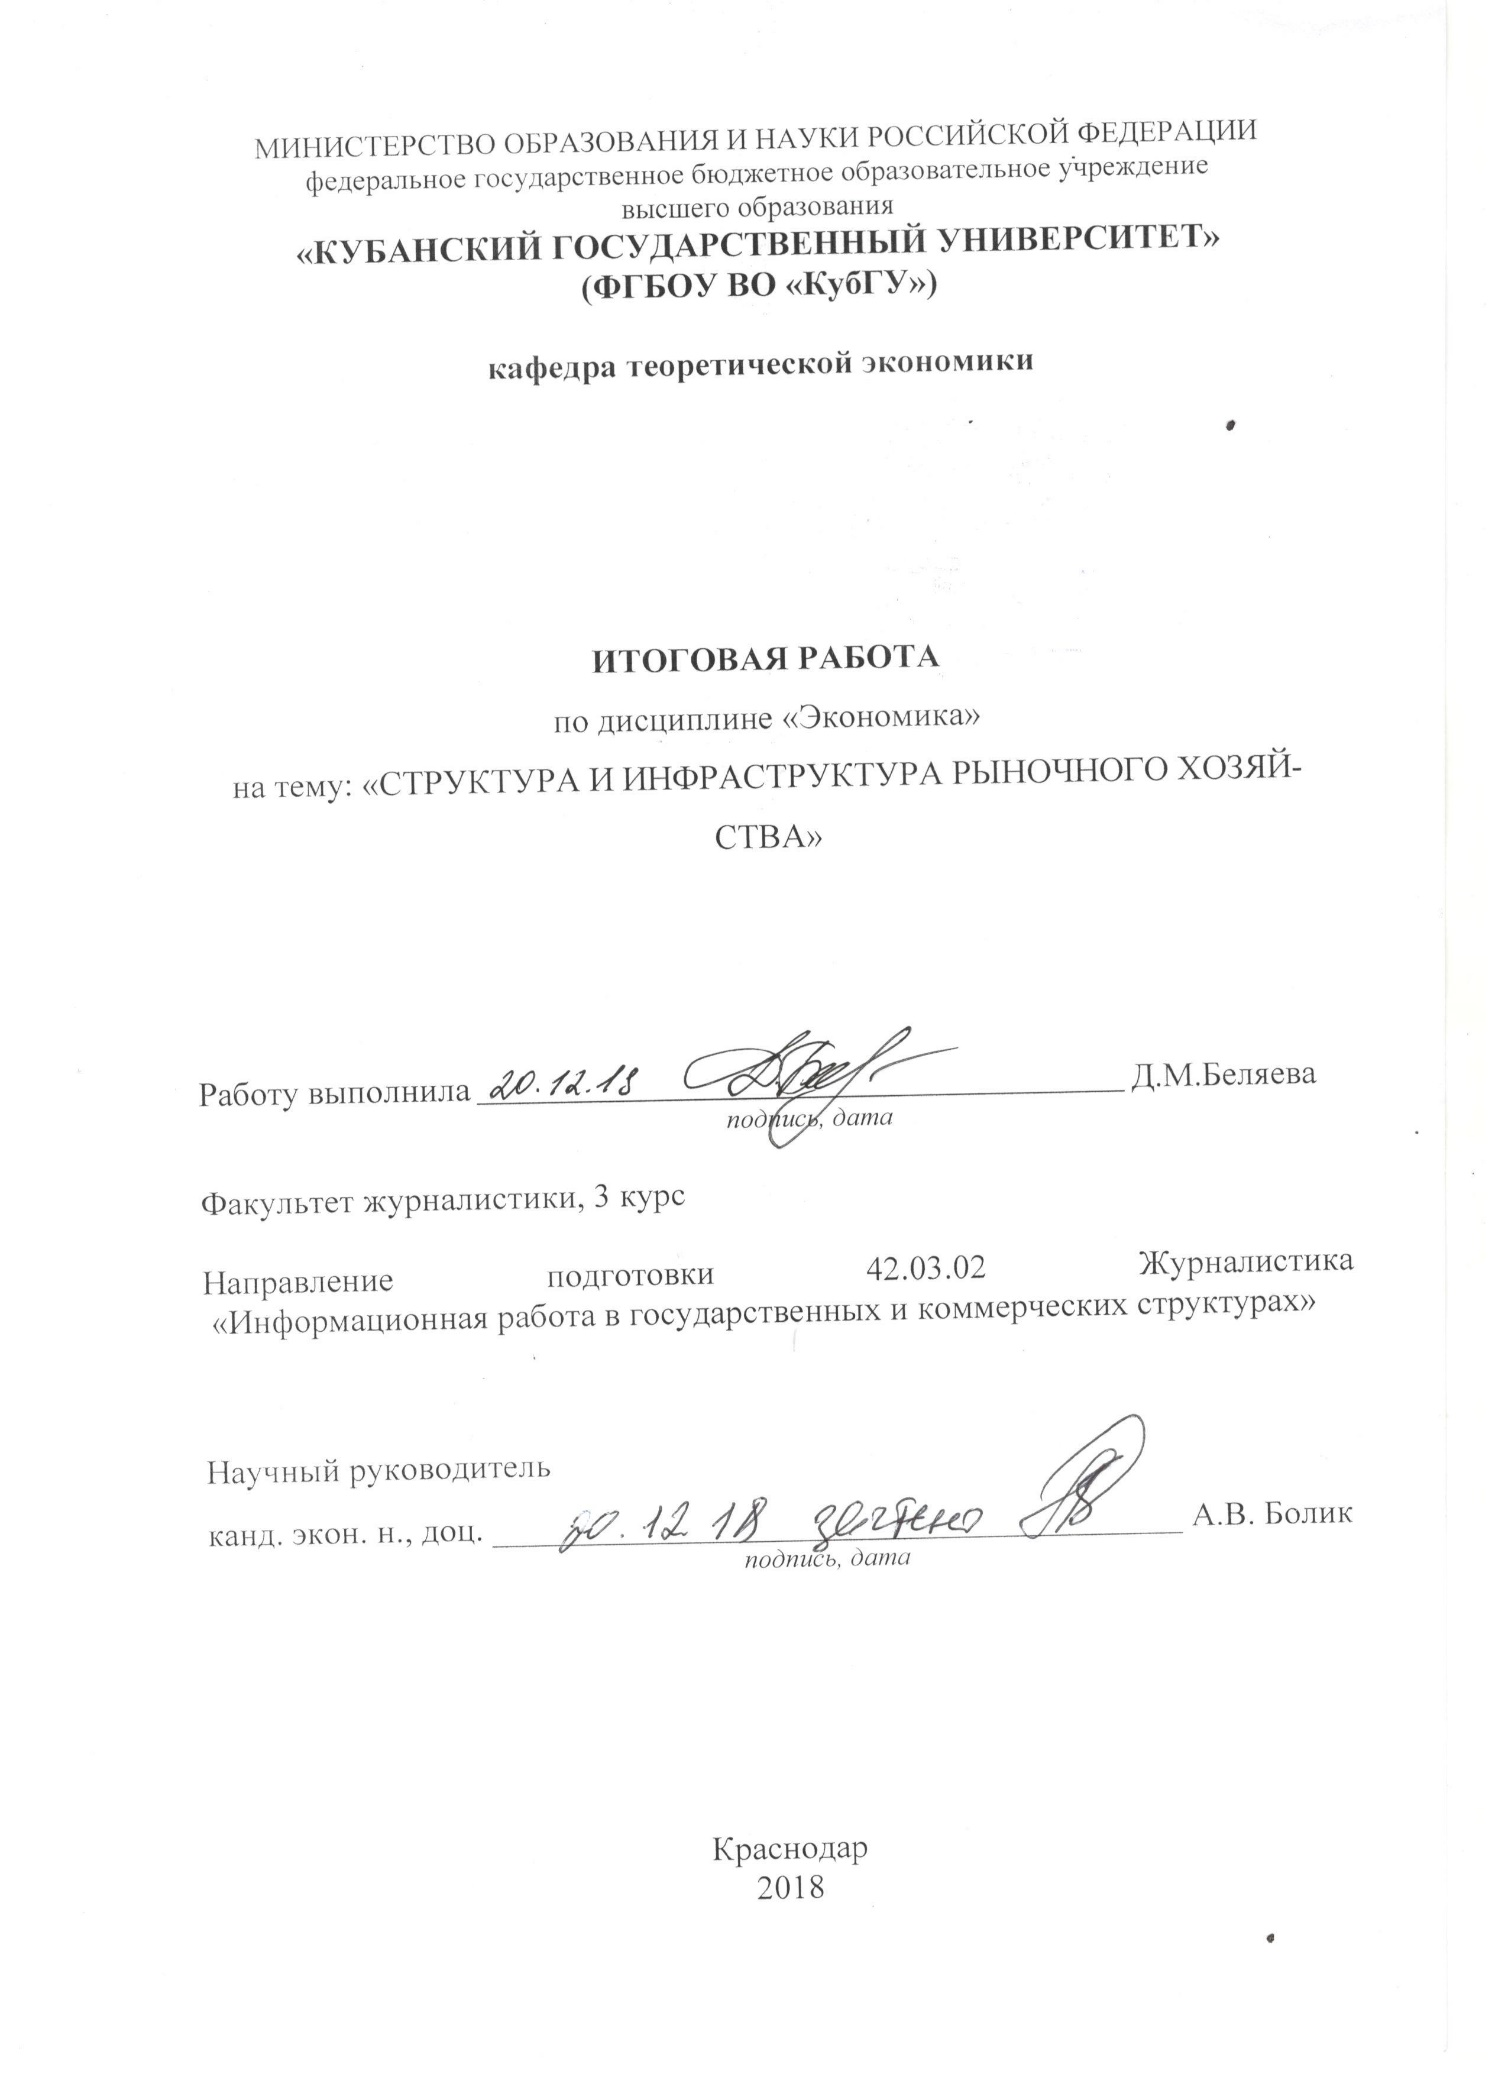 МИНИСТЕРСТВО ОБРАЗОВАНИЯ И НАУКИ РОССИЙСКОЙ ФЕДЕРАЦИИ
федеральное государственное бюджетное образовательное учреждение
высшего образования
«КУБАНСКИЙ ГОСУДАРСТВЕННЫЙ УНИВЕРСИТЕТ»
(ФГБОУ ВО «КубГУ»)
кафедра теоретической экономики
ИТОГОВАЯ РАБОТА
по дисциплине «Экономика»
на тему: «СТРУКТУРА И ИНФРАСТРУКТУРА РЫНОЧНОГО ХОЗЯЙ-
СТВА»
Работу выполнила 20.12.18 Д.М.Беляева
подпись, дата
Факультет журналистики, 3 курс
Направление подготовки 42.03.02 Журналистика
«Информационная работа в государственных и коммерческих структурах»
Научный руководитель
канд. экон. н., доц. 20.12 18 зачтено А.В. Болик
подпись, дата
Краснодар
2018